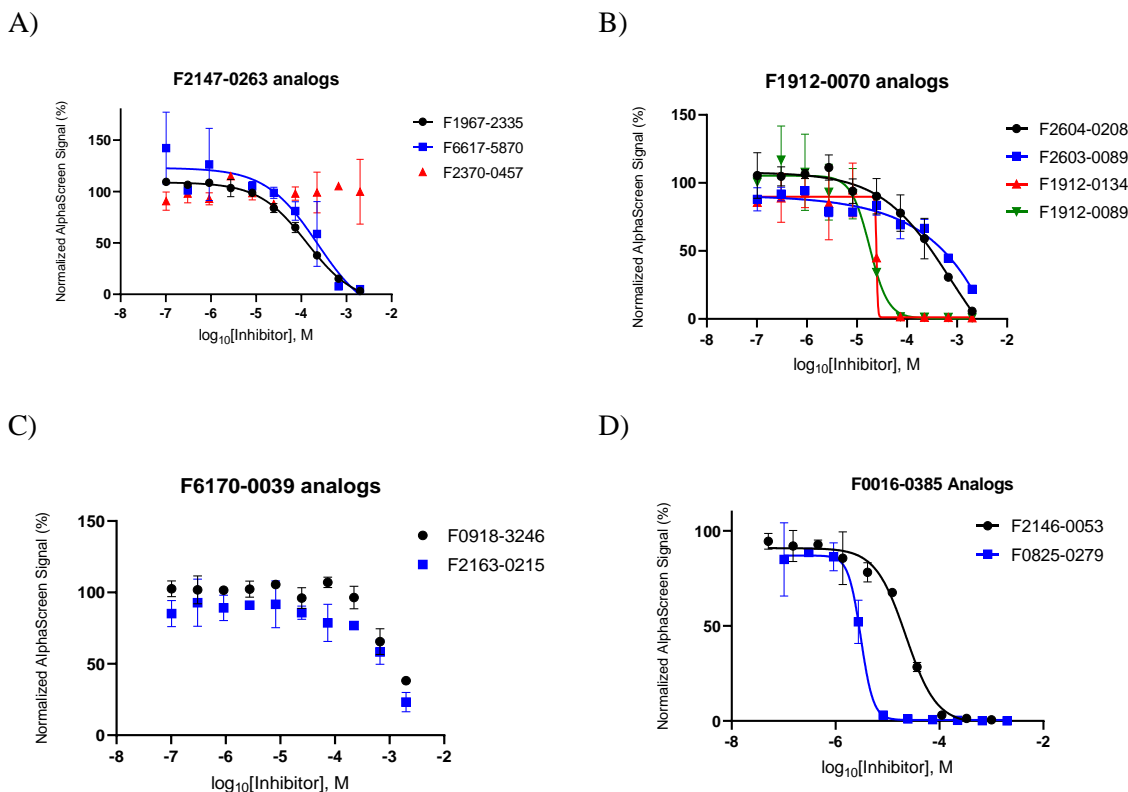 A)
F2147-0263 analogs
Normalized AlphaScreen Signal (%)
150
100
50
0
-8 -7 -6 -5 -4 -3 -2 -1
log10[Inhibitor], M
F1967-2335
F6617-5870
F2370-0457
B)
F1912-0070 analogs
Normalized AlphaScreen Signal (%)
150
100
50
0
-8 -7 -6 -5 -4 -3 -2 -1
log10[Inhibitor], M
F2604-0208
F2603-0089
F1912-0134
F1912-0089
C)
F6170-0039 analogs
Normalized AlphaScreen Signal (%)
150
100
50
0
-8 -7 -6 -5 -4 -3 -2 -1
log10[Inhibitor], M
F0918-3246
F2163-0215
D)
F0016-0385 Analogs
Normalized AlphaScreen Signal (%)
100
50
0
-8 -6 -4 -2
log10[Inhibitor], M
F2146-0053
F0825-0279